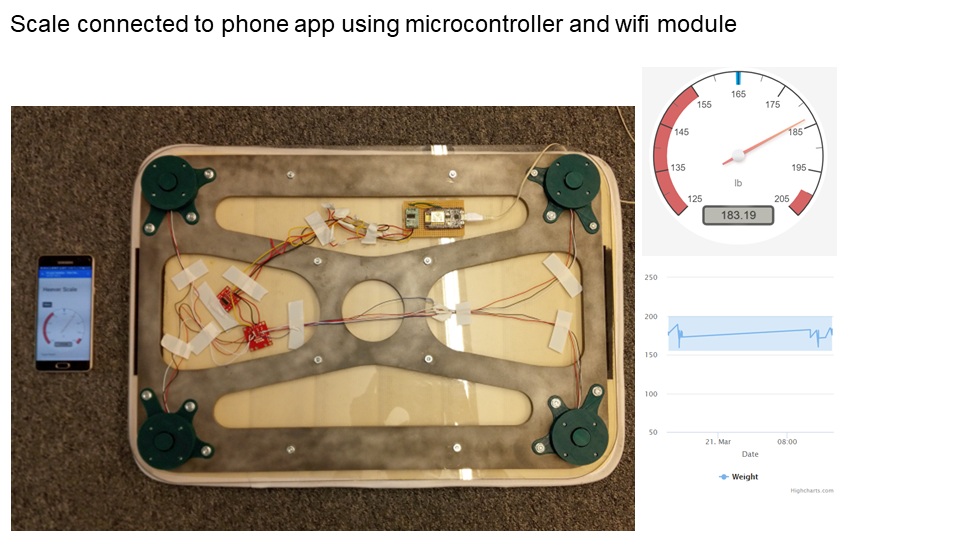 Scale connected to phone app using microcontroller and wifi module
165
155
175
145
185
135
195
lb
125
205
183.19
250
200
150
100
50
21. Mar
08:00
Date
Weight
Highcharts.com
Heaner Scale